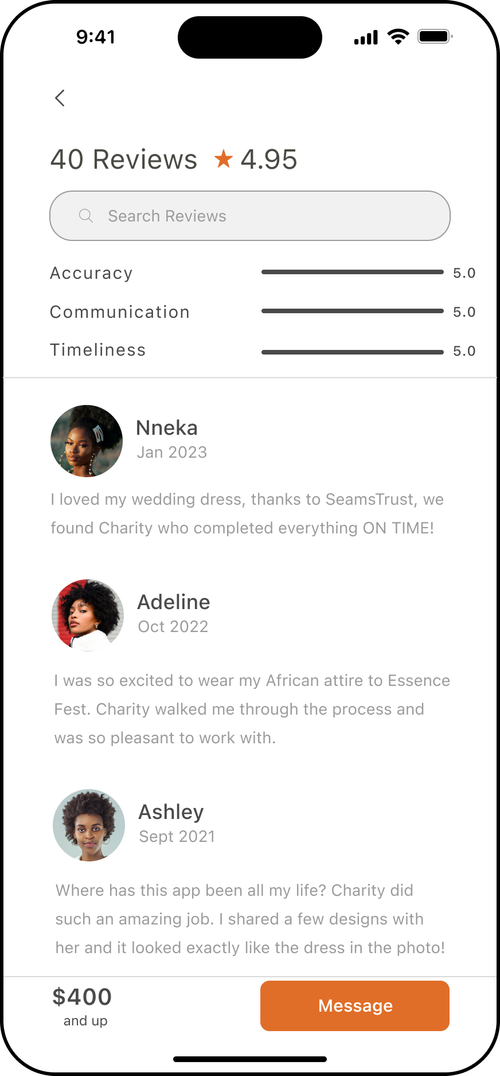 9:41
40 Reviews ★ 4.95
Search Reviews
Accuracy 5.0
Communication 5.0
Timeliness 5.0
Nneka
Jan 2023
I loved my wedding dress, thanks to SeamsTrust, we
found Charity who completed everything ON TIME!
Adeline
Oct 2022
I was so excited to wear my African attire to Essence
Fest. Charity walked me through the process and
was so pleasant to work with.
Ashley
Sept 2021
Where has this app been all my life? Charity did
such an amazing job. I shared a few designs with
her and it looked exactly like the dress in the photo!
$400
and up
Message